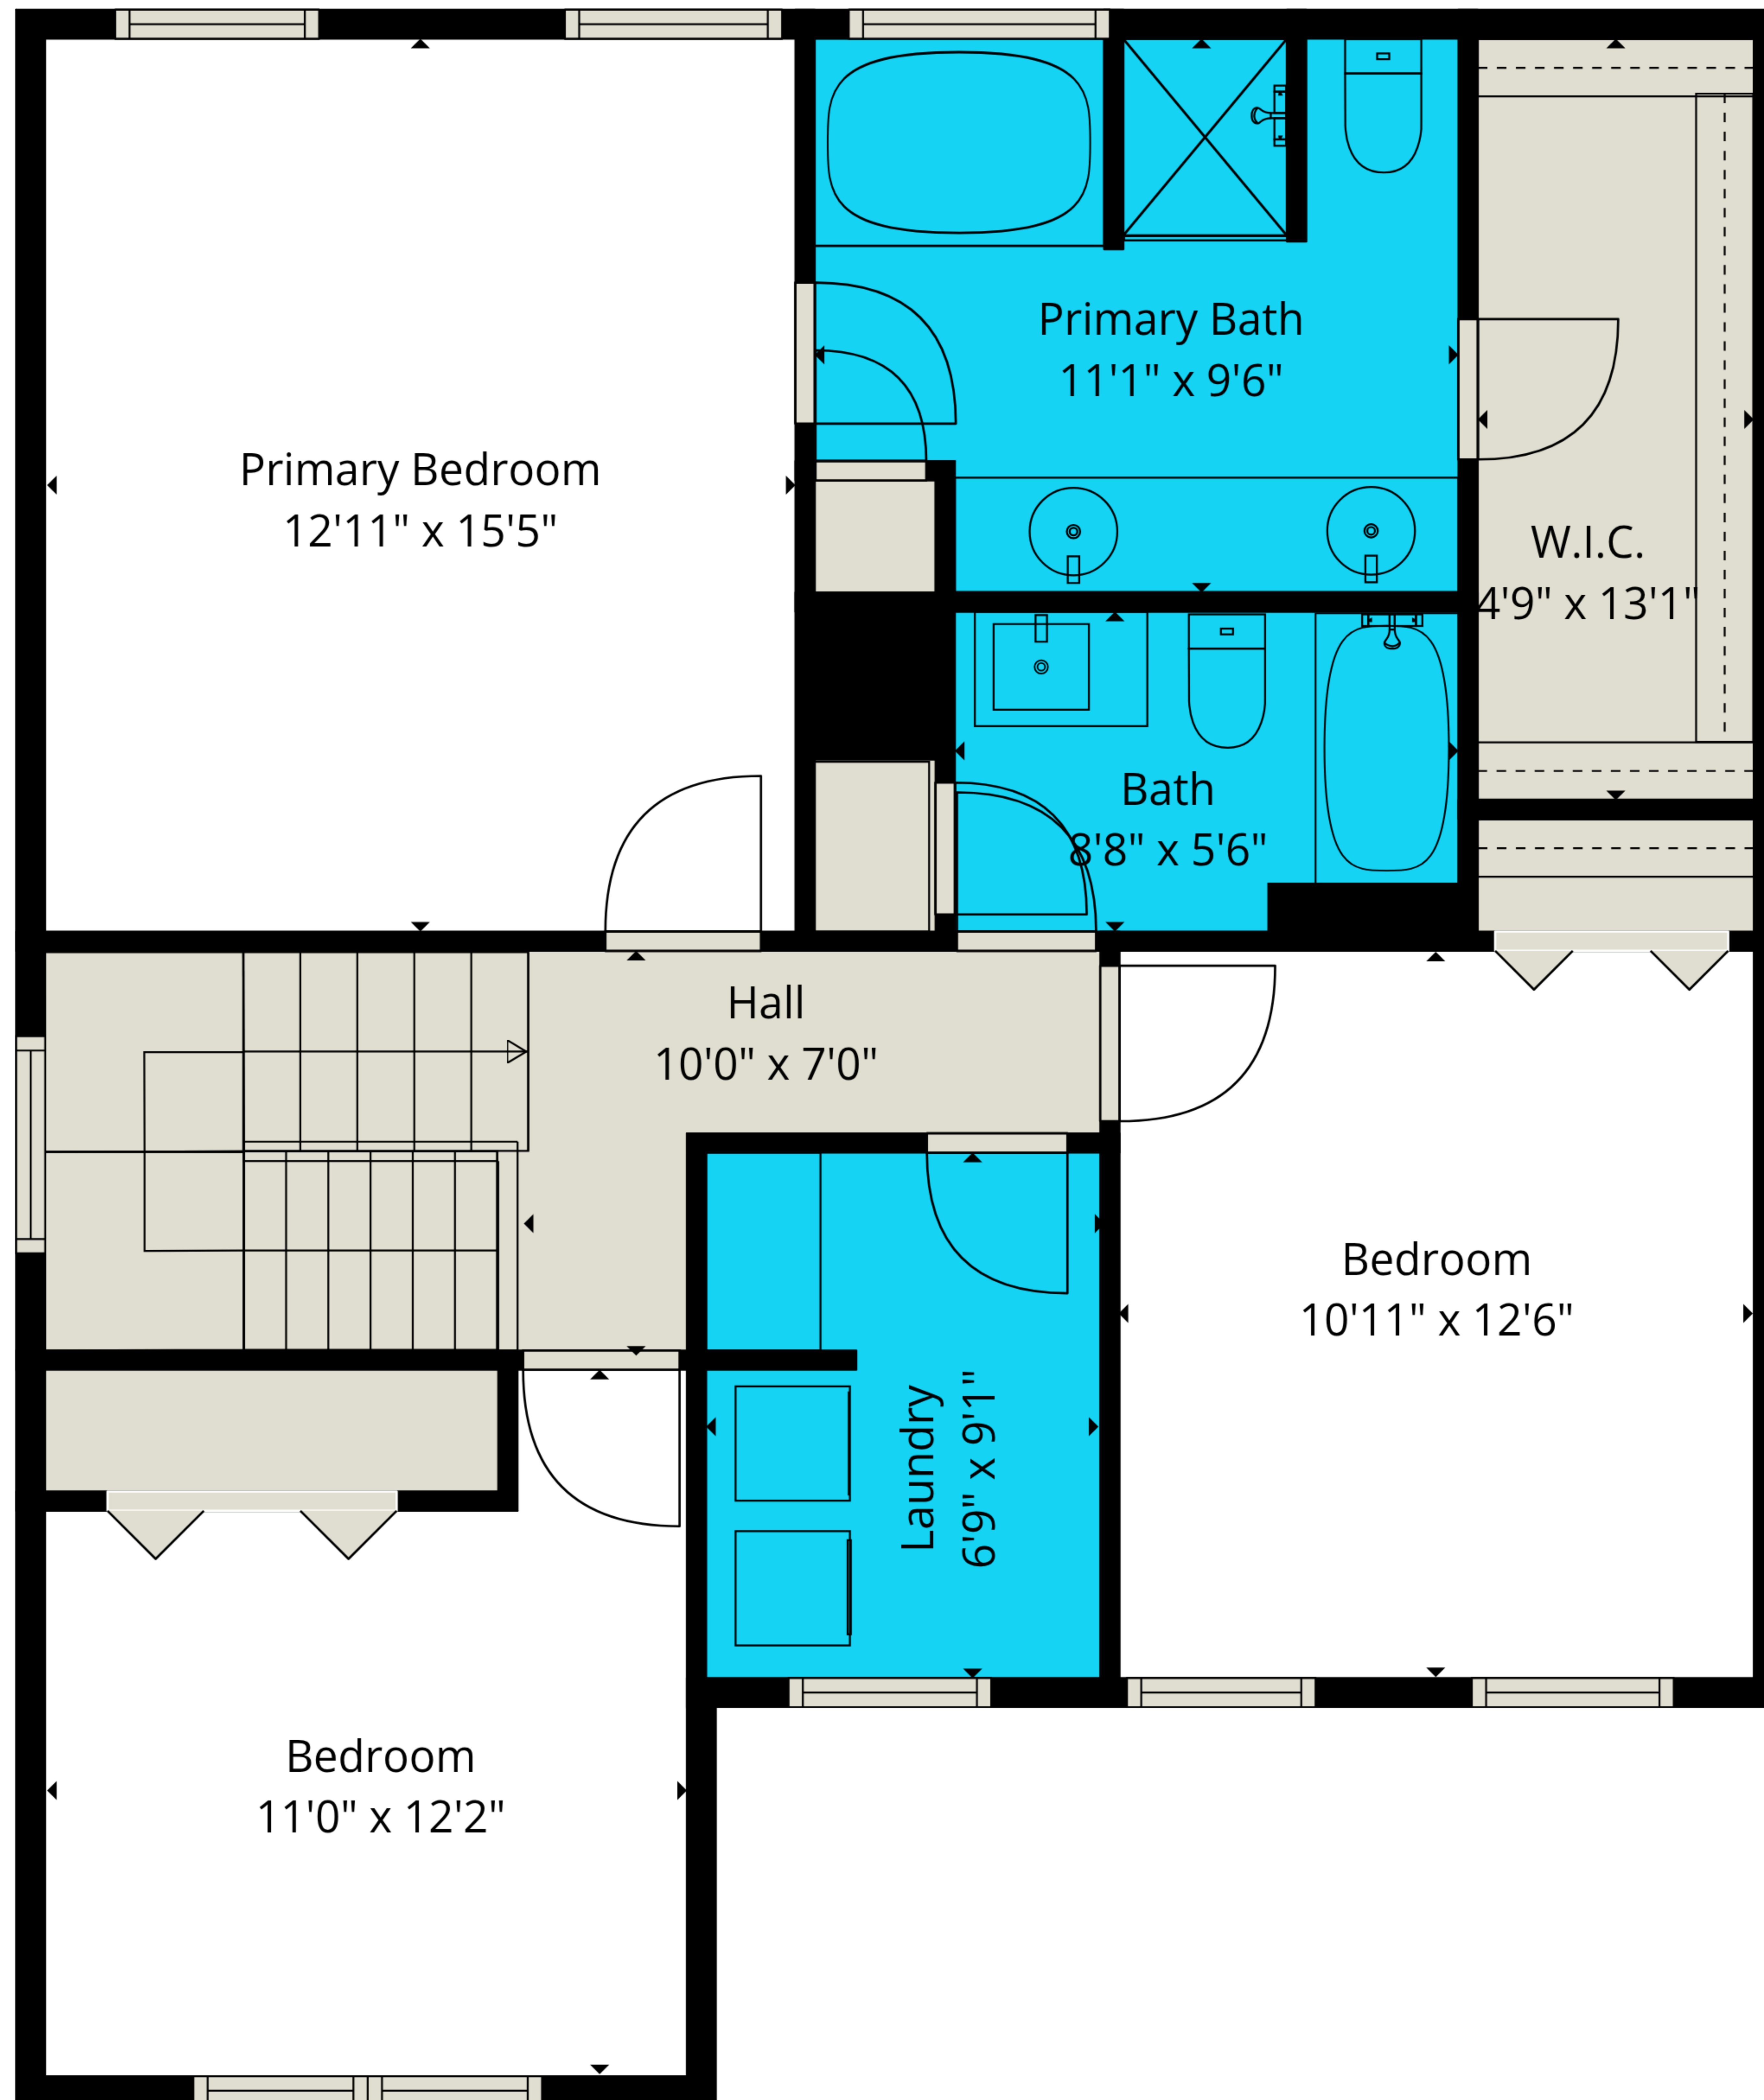 Primary Bath
11'1" x 9'6"
Primary Bedroom
12'11" x 15'5"
W.I.C.
4'9" x 13'1"
Bath
8'8" x 5'6"
Hall
10'0" x 7'0"
Bedroom
10'11" x 12'6"
Laundry
6'9" x 9'1"
Bedroom
11'0" x 12'2"